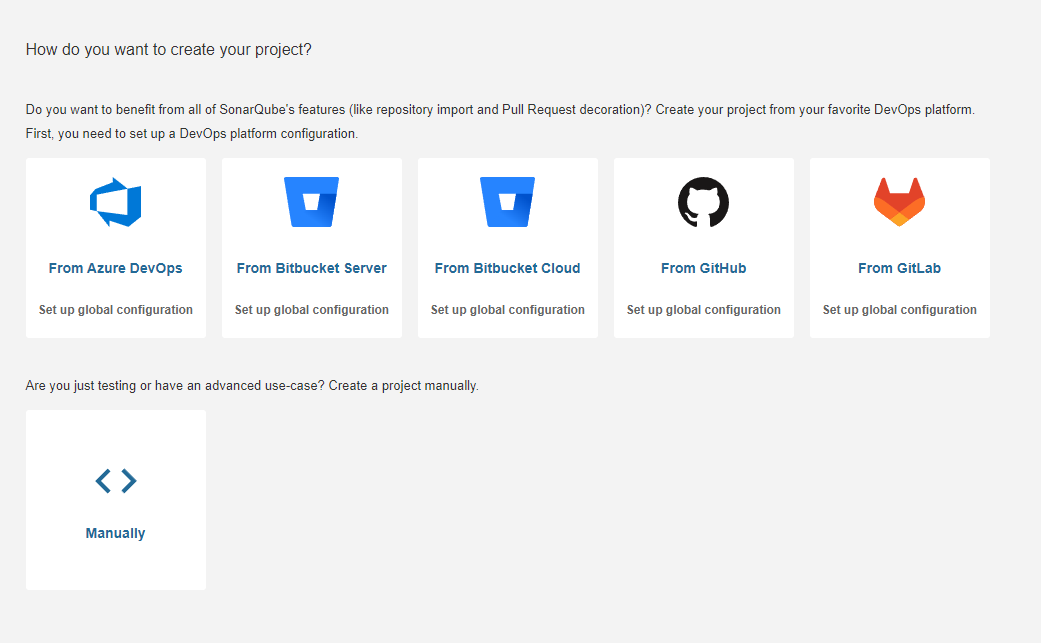 How do you want to create your project?
Do you want to benefit from all of SonarQube's features (like repository import and Pull Request decoration)? Create your project from your favorite DevOps platform.
First, you need to set up a DevOps platform configuration.
From Azure DevOps
Set up global configuration
From Bitbucket Server
Set up global configuration
From Bitbucket Cloud
Set up global configuration
From GitHub
Set up global configuration
From GitLab
Set up global configuration
Are you just testing or have an advanced use-case? Create a project manually.
Manually